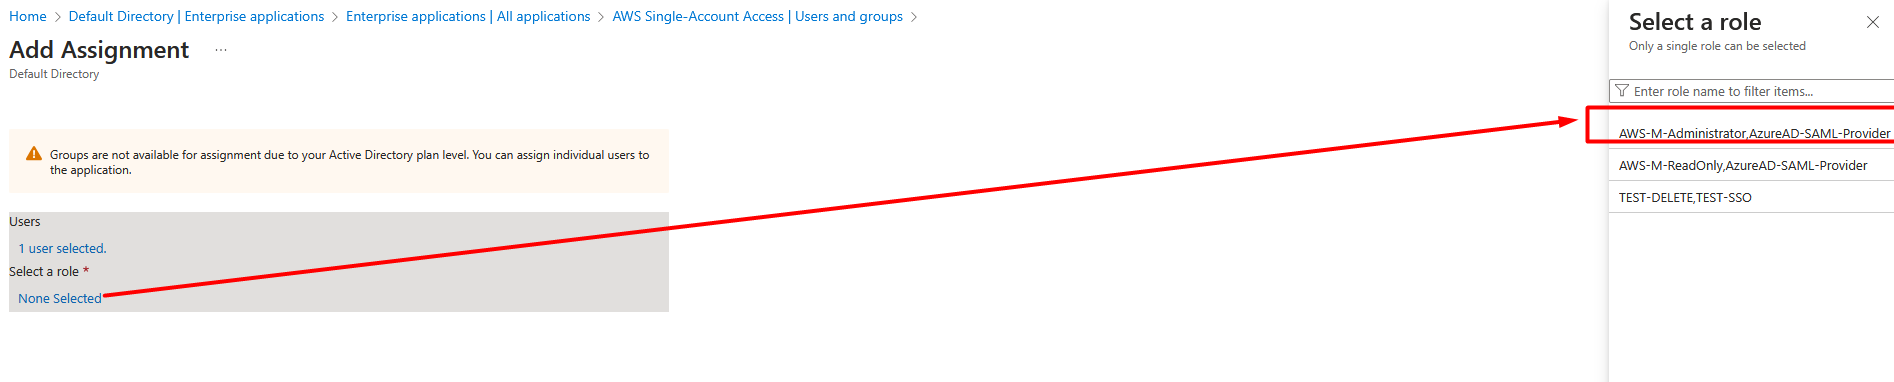 Home > Default Directory | Enterprise applications > Enterprise applications | All applications > AWS Single-Account Access | Users and groups >
Add Assignment ...
Default Directory
Groups are not available for assignment due to your Active Directory plan level. You can assign individual users to
the application.
Users
1 user selected.
Select a role *
None Selected
Select a role
Only a single role can be selected
Enter role name to filter items...
AWS-M-Administrator,AzureAD-SAML-Provider
AWS-M-ReadOnly,AzureAD-SAML-Provider
TEST-DELETE,TEST-SSO